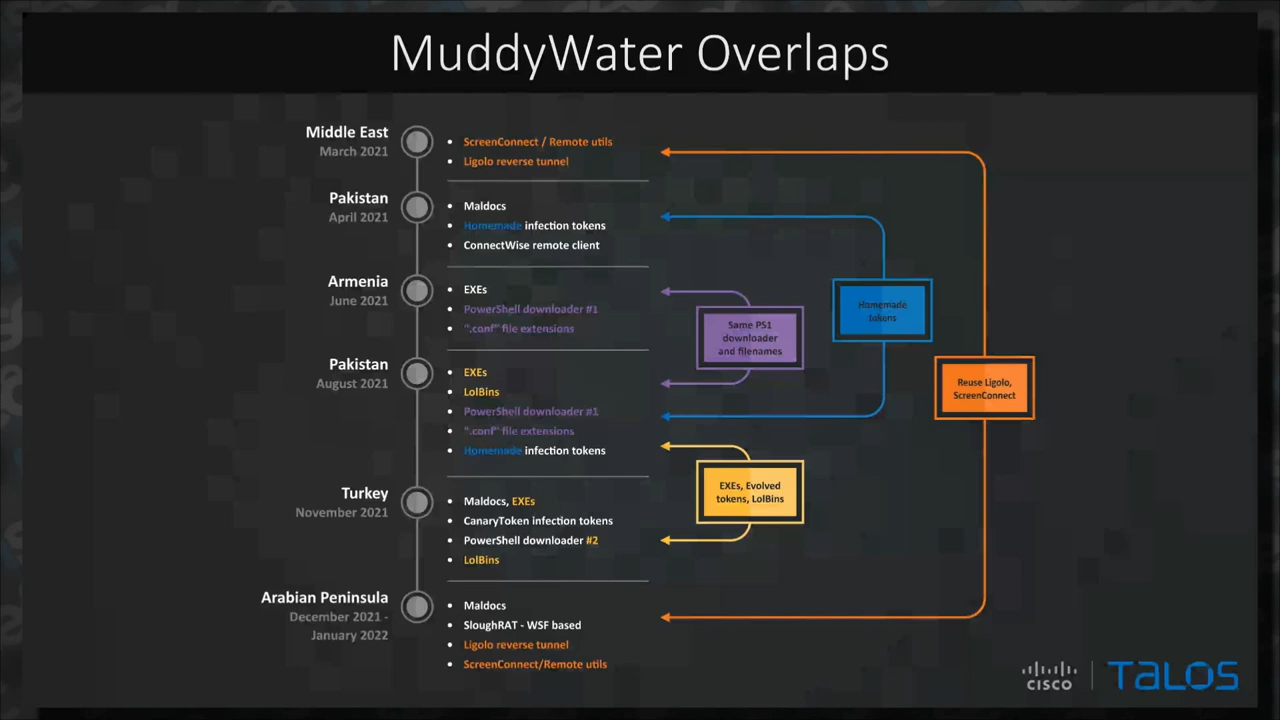 MuddyWater Overlaps
Middle East
March 2021
ScreenConnect / Remote utils
Ligolo reverse tunnel
Pakistan
April 2021
Maldocs
Homemade infection tokens
ConnectWise remote client
Armenia
June 2021
EXEs
PowerShell downloader #1
".conf" file extensions
Pakistan
August 2021
EXEs
LolBins
PowerShell downloader #1
".conf" file extensions
Homemade infection tokens
Turkey
November 2021
Maldocs, EXEs
CanaryToken infection tokens
PowerShell downloader #2
LolBins
Arabian Peninsula
December 2021 -
January 2022
Maldocs
SloughRAT - WSF based
Ligolo reverse tunnel
ScreenConnect/Remote utils
Same PS1
downloader
and filenames
Homemade
tokens
Reuse Ligolo,
ScreenConnect
EXEs, Evolved
tokens, LolBins
CISCO
TALOS